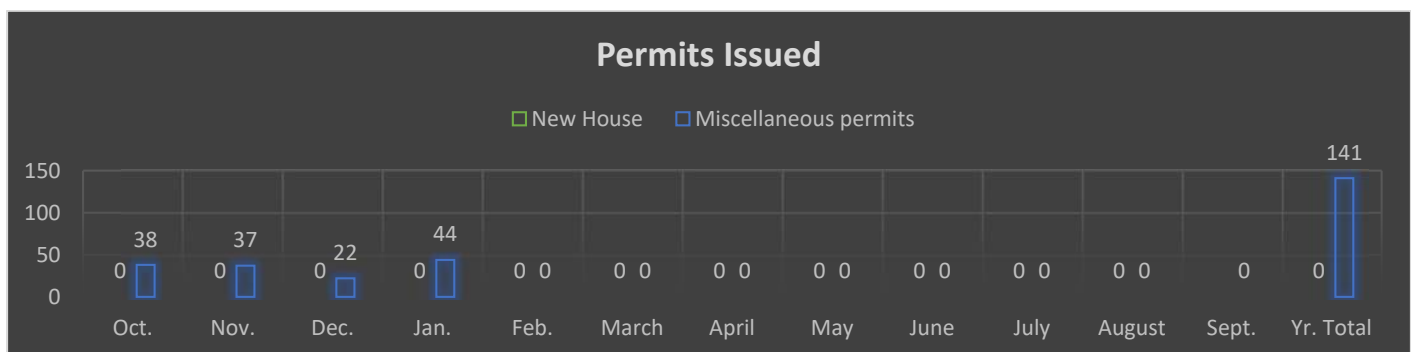 Permits Issued
New House Miscellaneous permits
141
150
100
38 37 22 44
50
0 0 0 0 0 0 0 0 0 0 0 0 0 0 0 0 0 0 0 0
0
Oct. Nov. Dec. Jan. Feb. March April May June July August Sept. Yr. Total